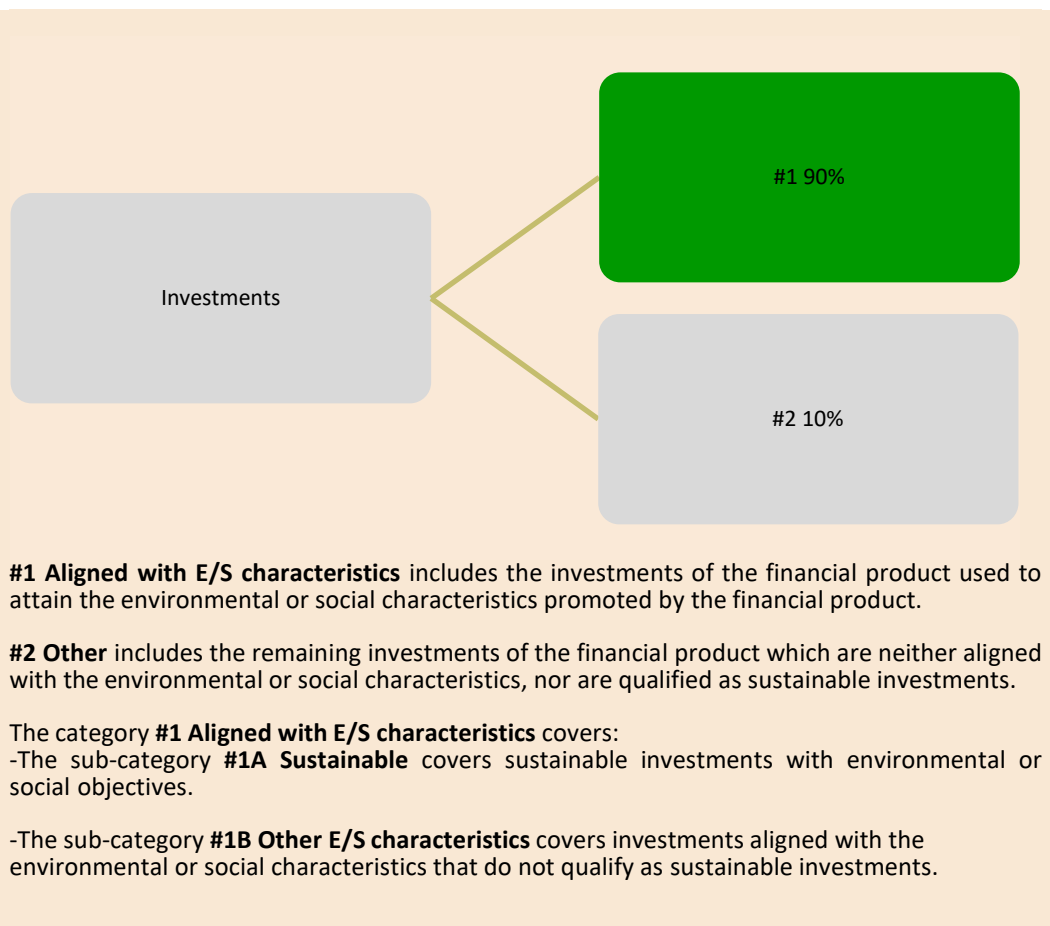 #1 90%
Investments
#2 10%
#1 Aligned with E/S characteristics includes the investments of the financial product used to
attain the environmental or social characteristics promoted by the financial product.
#2 Other includes the remaining investments of the financial product which are neither aligned
with the environmental or social characteristics, nor are qualified as sustainable investments.
The category #1 Aligned with E/S characteristics covers:
-The sub-category #1A Sustainable covers sustainable investments with environmental or
social objectives.
-The sub-category #1B Other E/S characteristics covers investments aligned with the
environmental or social characteristics that do not qualify as sustainable investments.